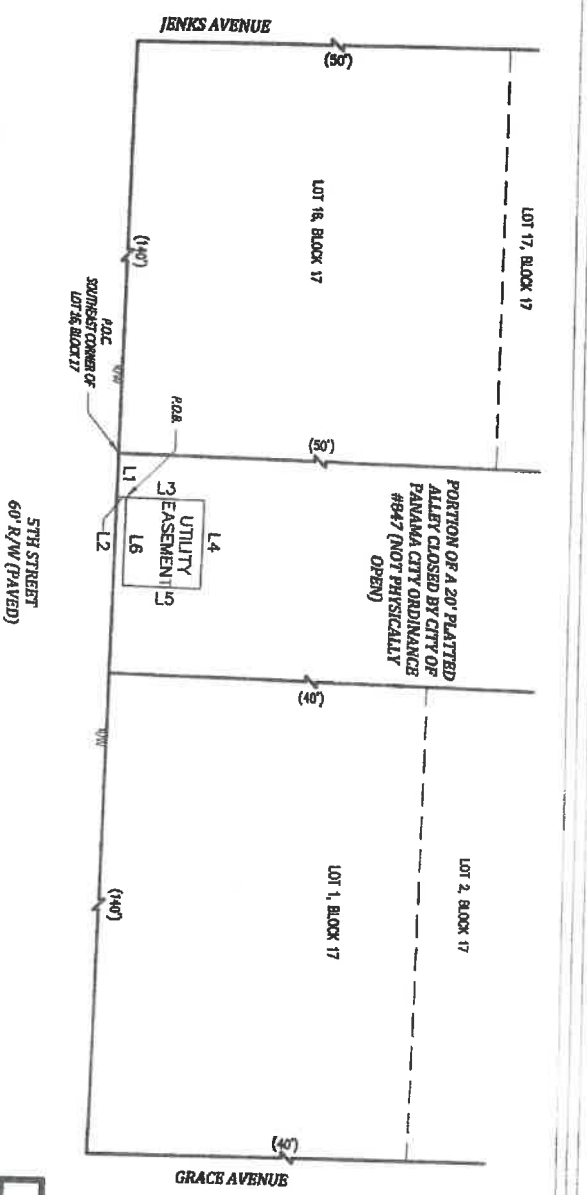 JENKS AVENUE
(50')
LOT 17, BLOCK 17
LOT 16, BLOCK 17
(140')
R/W
P.O.C.
SOUTHEAST CORNER OF
LOT 16, BLOCK 17
P.O.B.
(50')
PORTION OF A 20' PLATTED
ALLEY CLOSED BY CITY OF
PANAMA CITY ORDINANCE
#847 (NOT PHYSICALLY
OPEN)
L1
L2
L3
L4
L5
L6
UTILITY
EASEMENT
5TH STREET
60' R/W (PAVED)
(40')
R/W
LOT 2, BLOCK 17
LOT 1, BLOCK 17
(140')
(40')
GRACE AVENUE